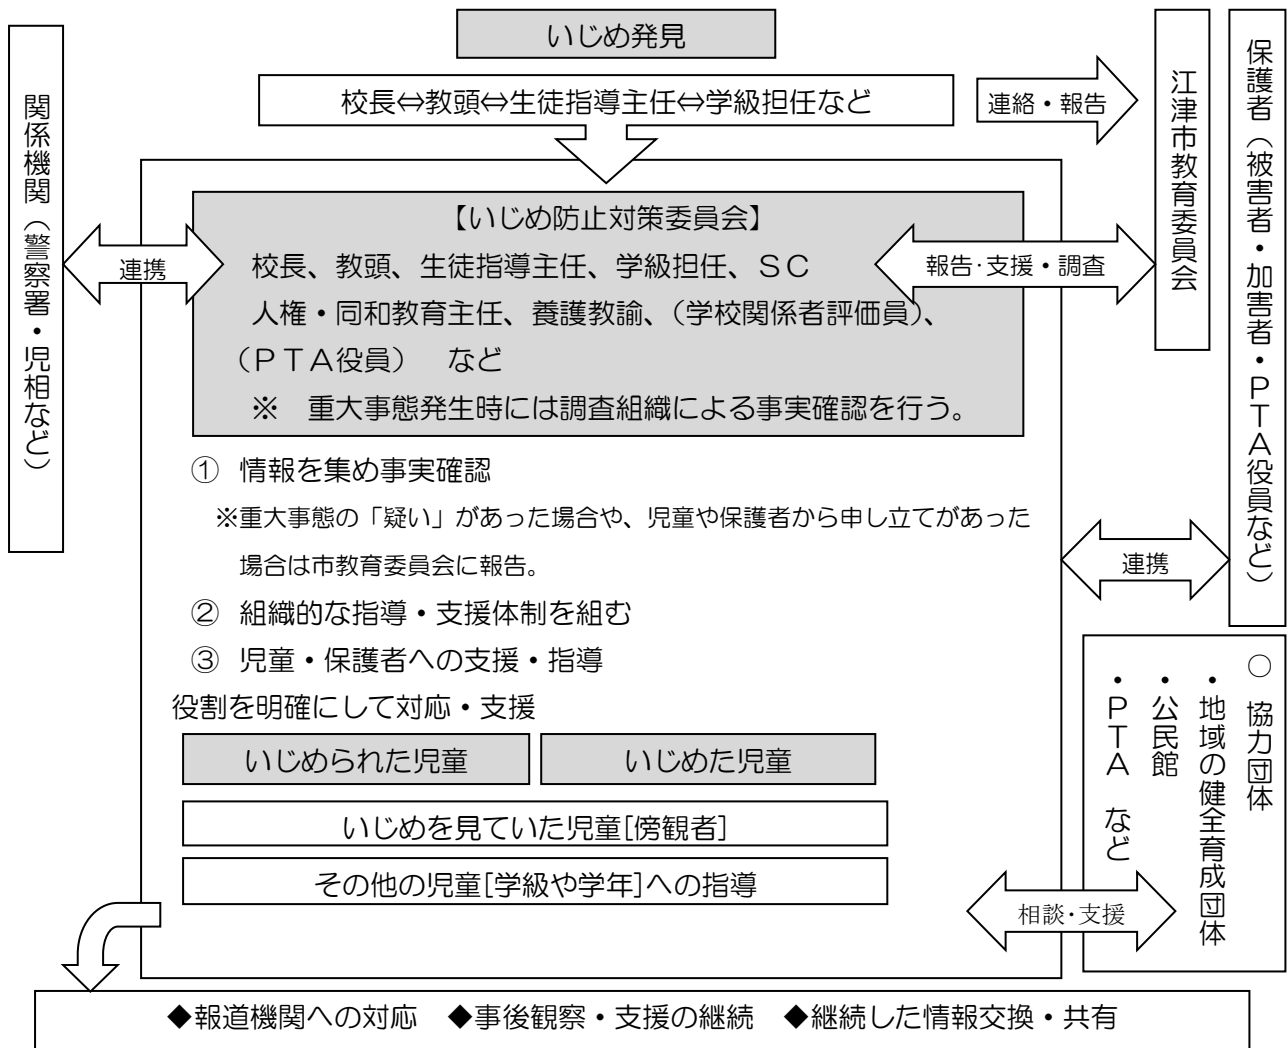 いじめ発見
校長⇔教頭⇔生徒指導主任⇔学級担任など
連絡・報告
江津市教育委員会
保護者（被害者・加害者・ＰＴＡ役員など）
関係機関（警察署・児相など）
連携
【いじめ防止対策委員会】
校長、教頭、生徒指導主任、学級担任、ＳＣ
人権・同和教育主任、養護教諭、（学校関係者評価員）、
（ＰＴＡ役員）　など
※　重大事態発生時には調査組織による事実確認を行う。
報告・支援・調査
①　情報を集め事実確認
※重大事態の「疑い」があった場合や、児童や保護者から申し立てがあった
場合は市教育委員会に報告。
連携
②　組織的な指導・支援体制を組む
③　児童・保護者への支援・指導
役割を明確にして対応・支援
いじめられた児童
いじめた児童
いじめを見ていた児童[傍観者]
その他の児童[学級や学年]への指導
○　協力団体
・地域の健全育成団体
・公民館
・ＰＴＡ　など
相談・支援
◆報道機関への対応　◆事後観察・支援の継続　◆継続した情報交換・共有